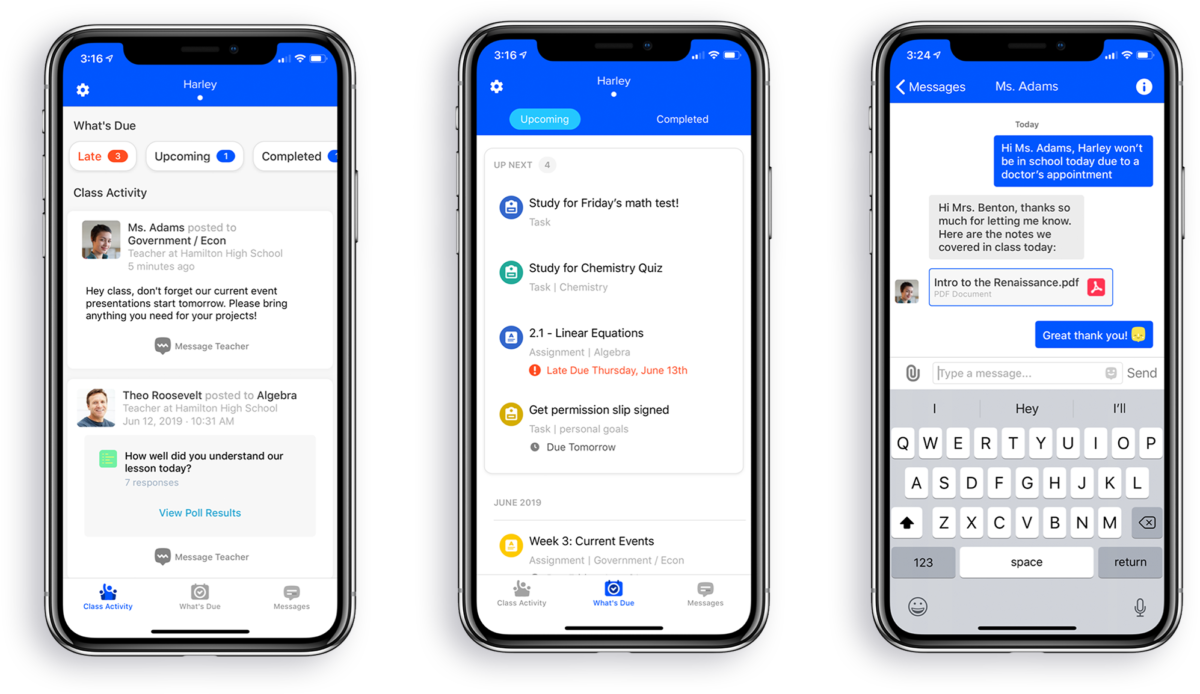 3:16
Harley
What's Due
Late 3
Upcoming 1
Completed
Class Activity
Ms. Adams posted to
Government / Econ
Teacher at Hamilton High School
5 minutes ago
Hey class, don't forget our current event
presentations start tomorrow. Please bring
anything you need for your projects!
Message Teacher
Theo Roosevelt posted to Algebra
Teacher at Hamilton High School
Jun 12, 2019 · 10:31 AM
How well did you understand our
lesson today?
7 responses
View Poll Results
Message Teacher
Class Activity
What's Due
Messages
3:16
Harley
Upcoming
Completed
UP NEXT 4
Study for Friday's math test!
Task
Study for Chemistry Quiz
Task | Chemistry
2.1 - Linear Equations
Assignment | Algebra
Late Due Thursday, June 13th
Get permission slip signed
Task | personal goals
Due Tomorrow
JUNE 2019
Week 3: Current Events
Assignment | Government / Econ
Class Activity
What's Due
Messages
3:24
Messages
Ms. Adams
Today
Hi Ms. Adams, Harley won't
be in school today due to a
doctor's appointment
Hi Mrs. Benton, thanks so
much for letting me know.
Here are the notes we
covered in class today:
Intro to the Renaissance.pdf
PDF Document
Great thank you!
Type a message...
Send
I
Hey
I'll
Q W E R T Y U I O P
A S D F G H J K L
Z X C V B N M
123
space
return